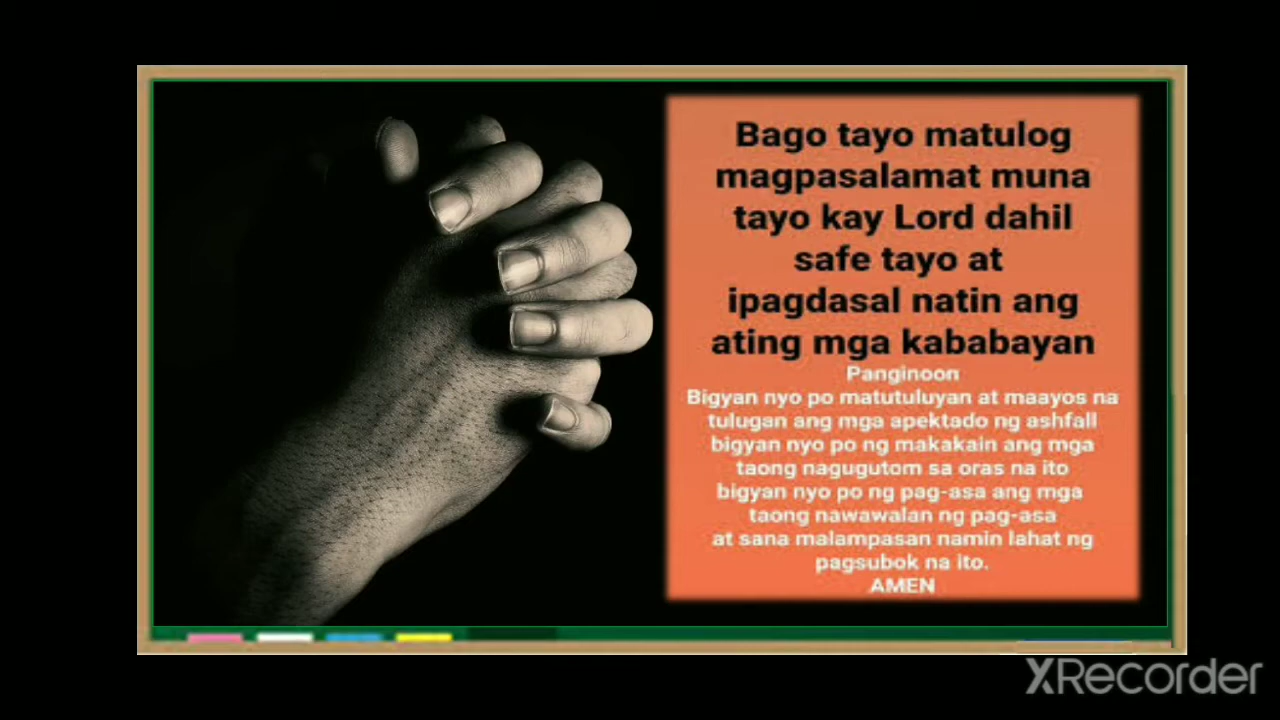 Bago tayo matulog
magpasalamat muna
tayo kay Lord dahil
safe tayo at
ipagdasal natin ang
ating mga kababayan
Panginoon
Bigyan nyo po matutuluyan at maayos na
tulugan ang mga apektado ng ashfall
bigyan nyo po ng makakain ang mga
taong nagugutom sa oras na ito
bigyan nyo po ng pag-asa ang mga
taong nawawalan ng pag-asa
at sana malampasan namin lahat ng
pagsubok na ito.
AMEN
XRecorder